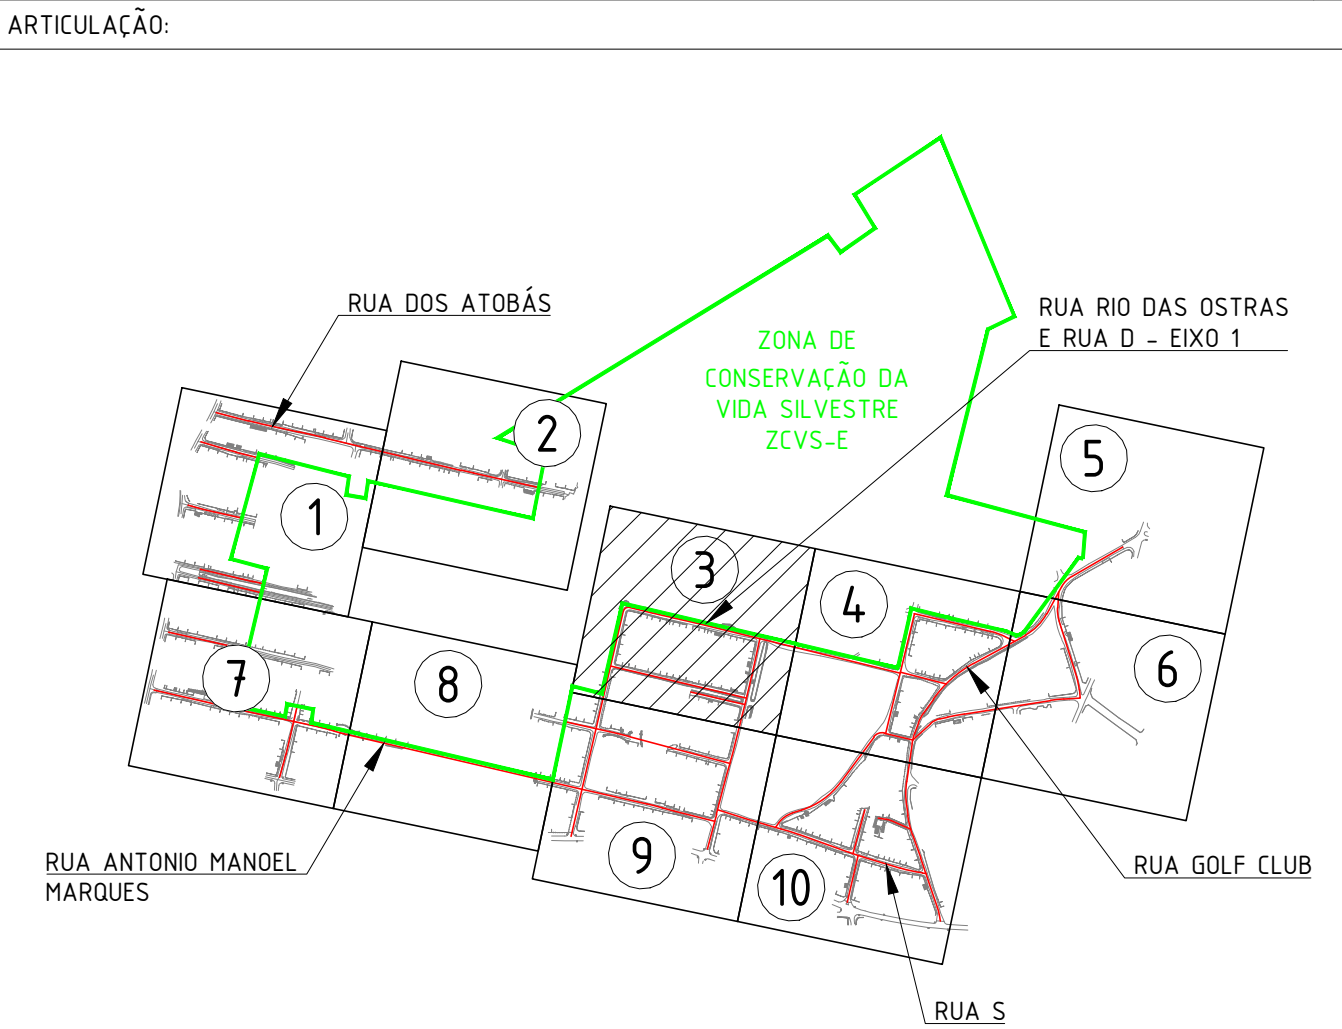 ARTICULAÇÃO:
RUA DOS ATOBÁS
RUA RIO DAS OSTRAS
E RUA D - EIXO 1
ZONA DE
CONSERVAÇÃO DA
VIDA SILVESTRE
ZCVS-E
2
5
1
3
4
6
7
8
9
10
RUA ANTONIO MANOEL
MARQUES
RUA GOLF CLUB
RUA S